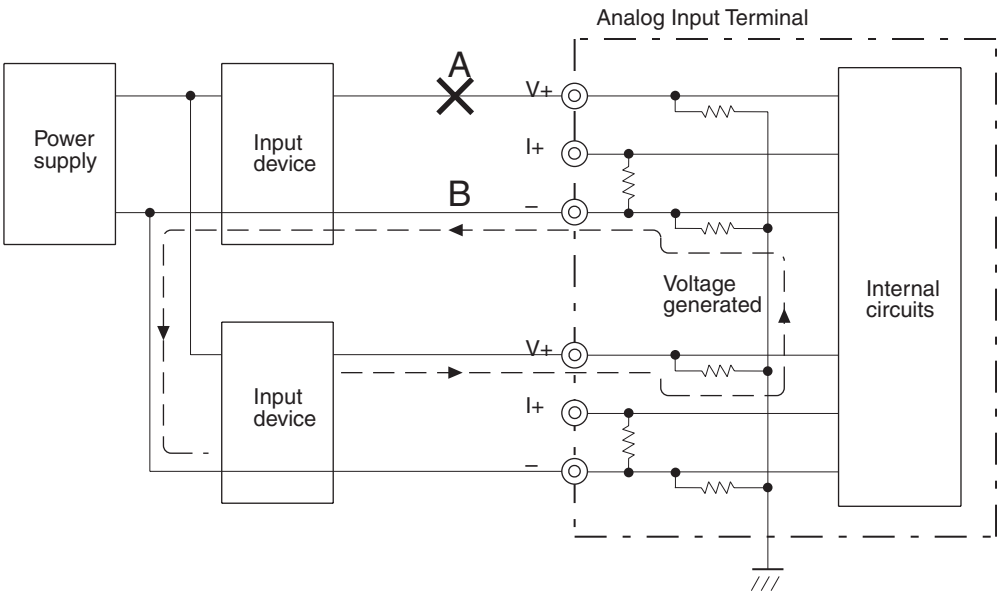 Analog Input Terminal
A
V+
Power
supply
Input
device
I+
B
–
Voltage
generated
Internal
circuits
V+
Input
device
I+
–